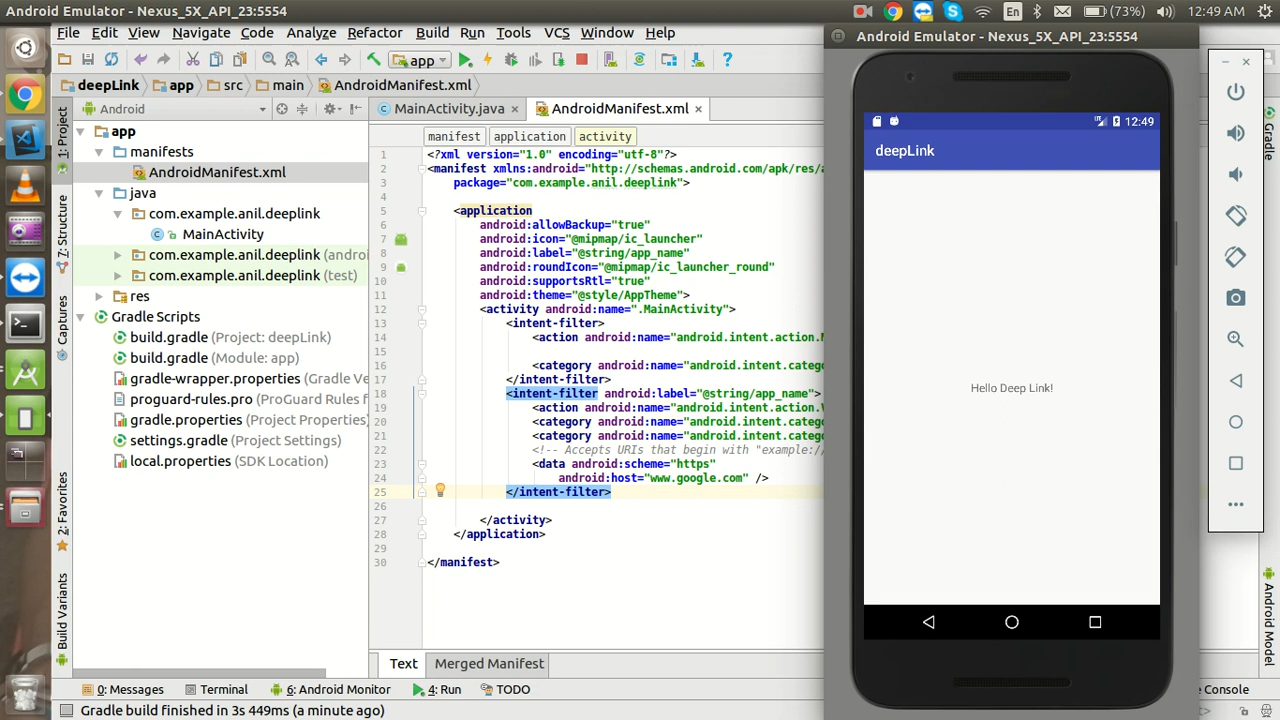 Android Emulator - Nexus_5X_API_23:5554
En
(73%)
12:49 AM
File Edit View Navigate Code Analyze Refactor Build Run Tools VCS Window Help
app
deepLink app src main AndroidManifest.xml
Android
MainActivity.java
AndroidManifest.xml
1: Project
7: Structure
Captures
2: Favorites
Build Variants
app
manifests
AndroidManifest.xml
java
com.example.anil.deeplink
MainActivity
com.example.anil.deeplink (andro
com.example.anil.deeplink (test)
res
Gradle Scripts
build.gradle (Project: deepLink)
build.gradle (Module: app)
gradle-wrapper.properties (Gradle Ve
proguard-rules.pro (ProGuard Rules f
gradle.properties (Project Properties
settings.gradle (Project Settings)
local.properties (SDK Location)
manifest application activity
1 <?xml version="1.0" encoding="utf-8"?>
2 <manifest xmlns:android="http://schemas.android.com/apk/res/a
3 package="com.example.anil.deeplink">
4
5 <application
6 android:allowBackup="true"
7 android:icon="@mipmap/ic_launcher"
8 android:label="@string/app_name"
9 android:roundIcon="@mipmap/ic_launcher_round"
10 android:supportsRtl="true"
11 android:theme="@style/AppTheme">
12 <activity android:name=".MainActivity">
13 <intent-filter>
14 <action android:name="android.intent.action.M
15
16 <category android:name="android.intent.catego
17 </intent-filter>
18 <intent-filter android:label="@string/app_name">
19 <action android:name="android.intent.action.V
20 <category android:name="android.intent.catego
21 <category android:name="android.intent.catego
22 <!-- Accepts URIs that begin with "example:/
23 <data android:scheme="https"
24 android:host="www.google.com" />
25 </intent-filter>
26
27 </activity>
28 </application>
29
30 </manifest>
Text Merged Manifest
0: Messages Terminal 6: Android Monitor 4: Run TODO
Gradle build finished in 3s 449ms (a minute ago)
Android Emulator - Nexus_5X_API_23:5554
12:49
deepLink
Hello Deep Link!
Gradle
Android Model
e Console